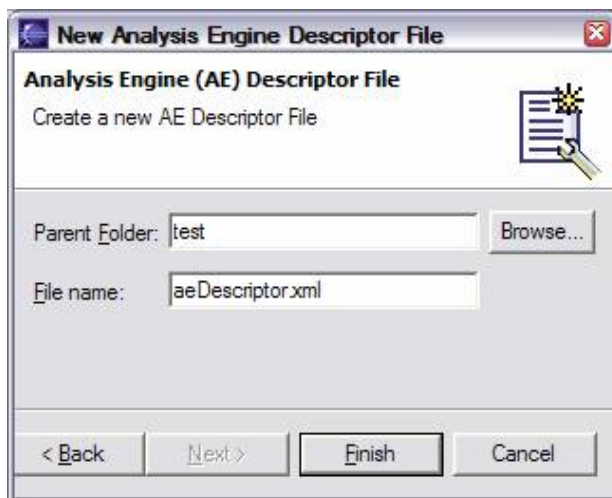 New Analysis Engine Descriptor File
Analysis Engine (AE) Descriptor File
Create a new AE Descriptor File
Parent Folder: test Browse...
File name: aeDescriptor.xml
< Back Next > Finish Cancel